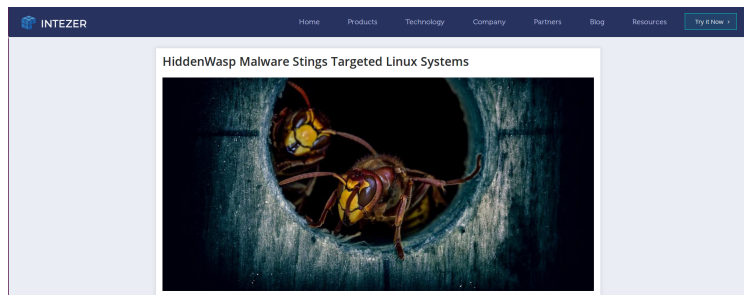 INTEZER Home Products Technology Company Partners Blog Resources Try it Now ›
HiddenWasp Malware Stings Targeted Linux Systems